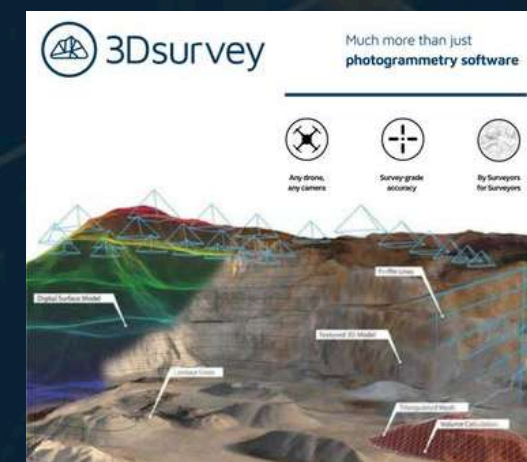 3Dsurvey
Much more than just
photogrammetry software
Any drone,
any camera
Survey-grade
accuracy
By Surveyors
for Surveyors
Profile Lines
Digital Surface Model
Textured 3D Model
Contour Lines
Triangulated Mesh
Volume Calculation